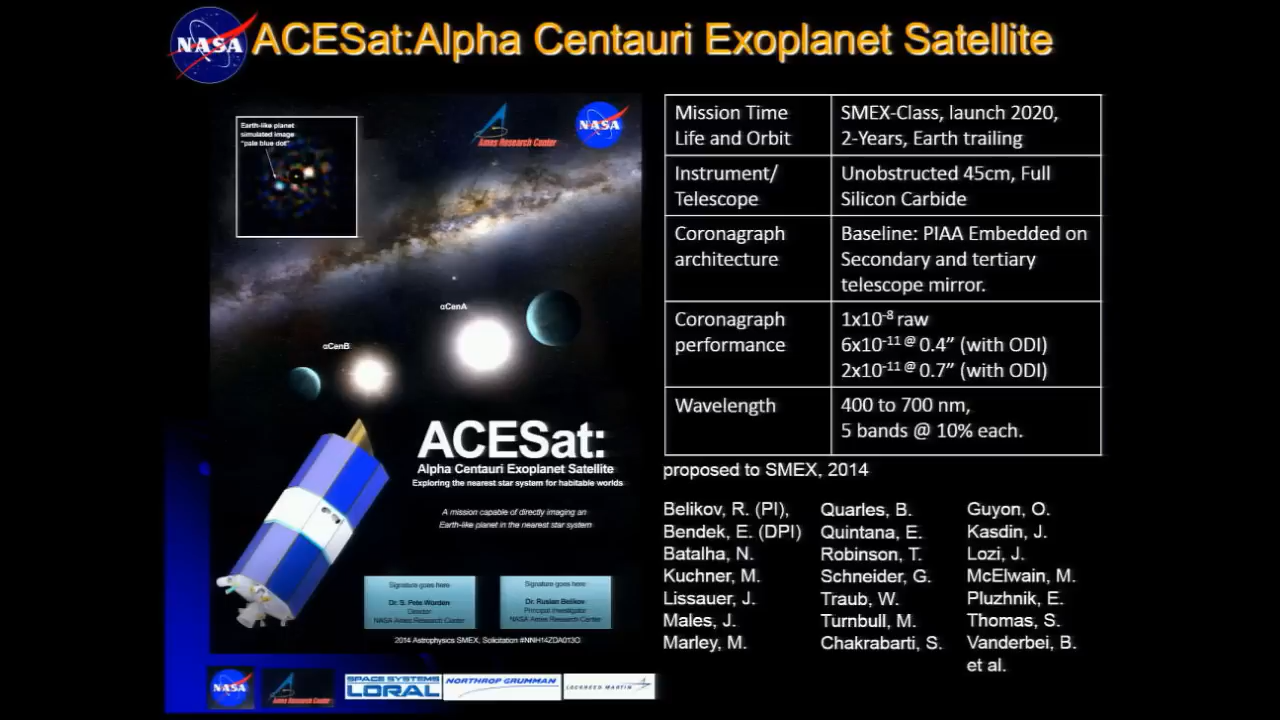 NASA
ACESat:Alpha Centauri Exoplanet Satellite
Earth-like planet
simulated image
"pale blue dot"
Ames Research Center
NASA
αCenA
αCenB
ACESat:
Alpha Centauri Exoplanet Satellite
Exploring the nearest star system for habitable worlds
A mission capable of directly imaging an
Earth-like planet in the nearest star system
Signature goes here
Dr. S. Pete Worden
Director
NASA Ames Research Center
Signature goes here
Dr. Ruslan Belikov
Principal Investigator
NASA Ames Research Center
2014 Astrophysics SMEX, Solicitation #NNH14ZDA013O
NASA
Ames Research Center
SPACE SYSTEMS
LORAL
NORTHROP GRUMMAN
LOCKHEED MARTIN
Mission Time
Life and Orbit
SMEX-Class, launch 2020,
2-Years, Earth trailing
Instrument/
Telescope
Unobstructed 45cm, Full
Silicon Carbide
Coronagraph
architecture
Baseline: PIAA Embedded on
Secondary and tertiary
telescope mirror.
Coronagraph
performance
1x10⁻⁸ raw
6x10⁻¹¹ @ 0.4” (with ODI)
2x10⁻¹¹ @ 0.7” (with ODI)
Wavelength
400 to 700 nm,
5 bands @ 10% each.
proposed to SMEX, 2014
Belikov, R. (PI),
Bendek, E. (DPI)
Batalha, N.
Kuchner, M.
Lissauer, J.
Males, J.
Marley, M.
Quarles, B.
Quintana, E.
Robinson, T.
Schneider, G.
Traub, W.
Turnbull, M.
Chakrabarti, S.
Guyon, O.
Kasdin, J.
Lozi, J.
McElwain, M.
Pluzhnik, E.
Thomas, S.
Vanderbei, B.
et al.